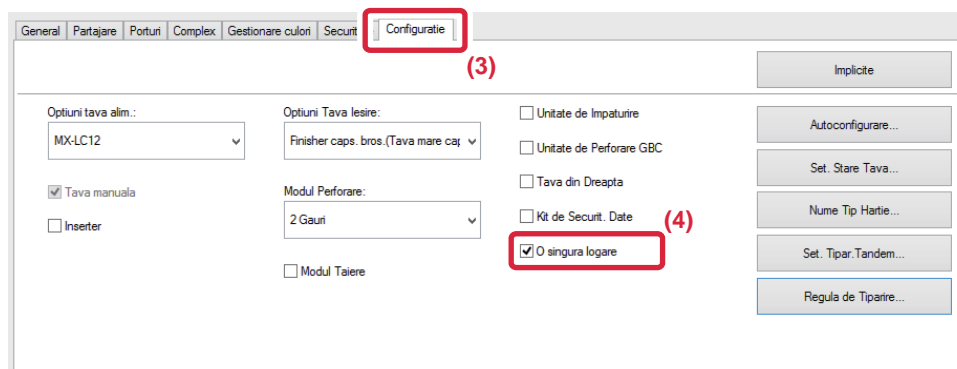 General Partajare Porturi Complex Gestionare culori Securit Configuratie
(3)
Implicite
Optiuni tava alim.:
MX-LC12
Tava manuala
Inserter
Optiuni Tava Iesire:
Finisher caps. bros.(Tava mare caț
Modul Perforare:
2 Gauri
Modul Taiere
Unitate de Impaturire
Unitate de Perforare GBC
Tava din Dreapta
Kit de Securit. Date
(4)
O singura logare
Autoconfigurare...
Set. Stare Tava...
Nume Tip Hartie...
Set. Tipar.Tandem...
Regula de Tiparire...